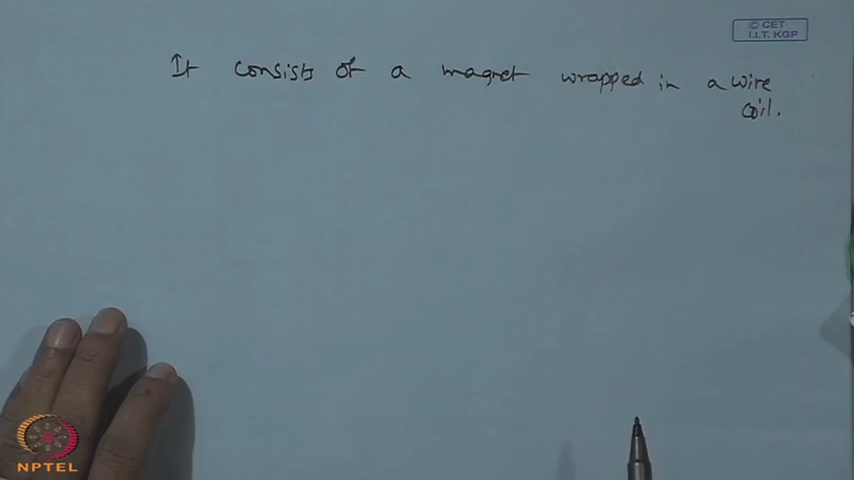 © CET
I.I.T. KGP
It consists of a magnet wrapped in a wire
coil.
NPTEL